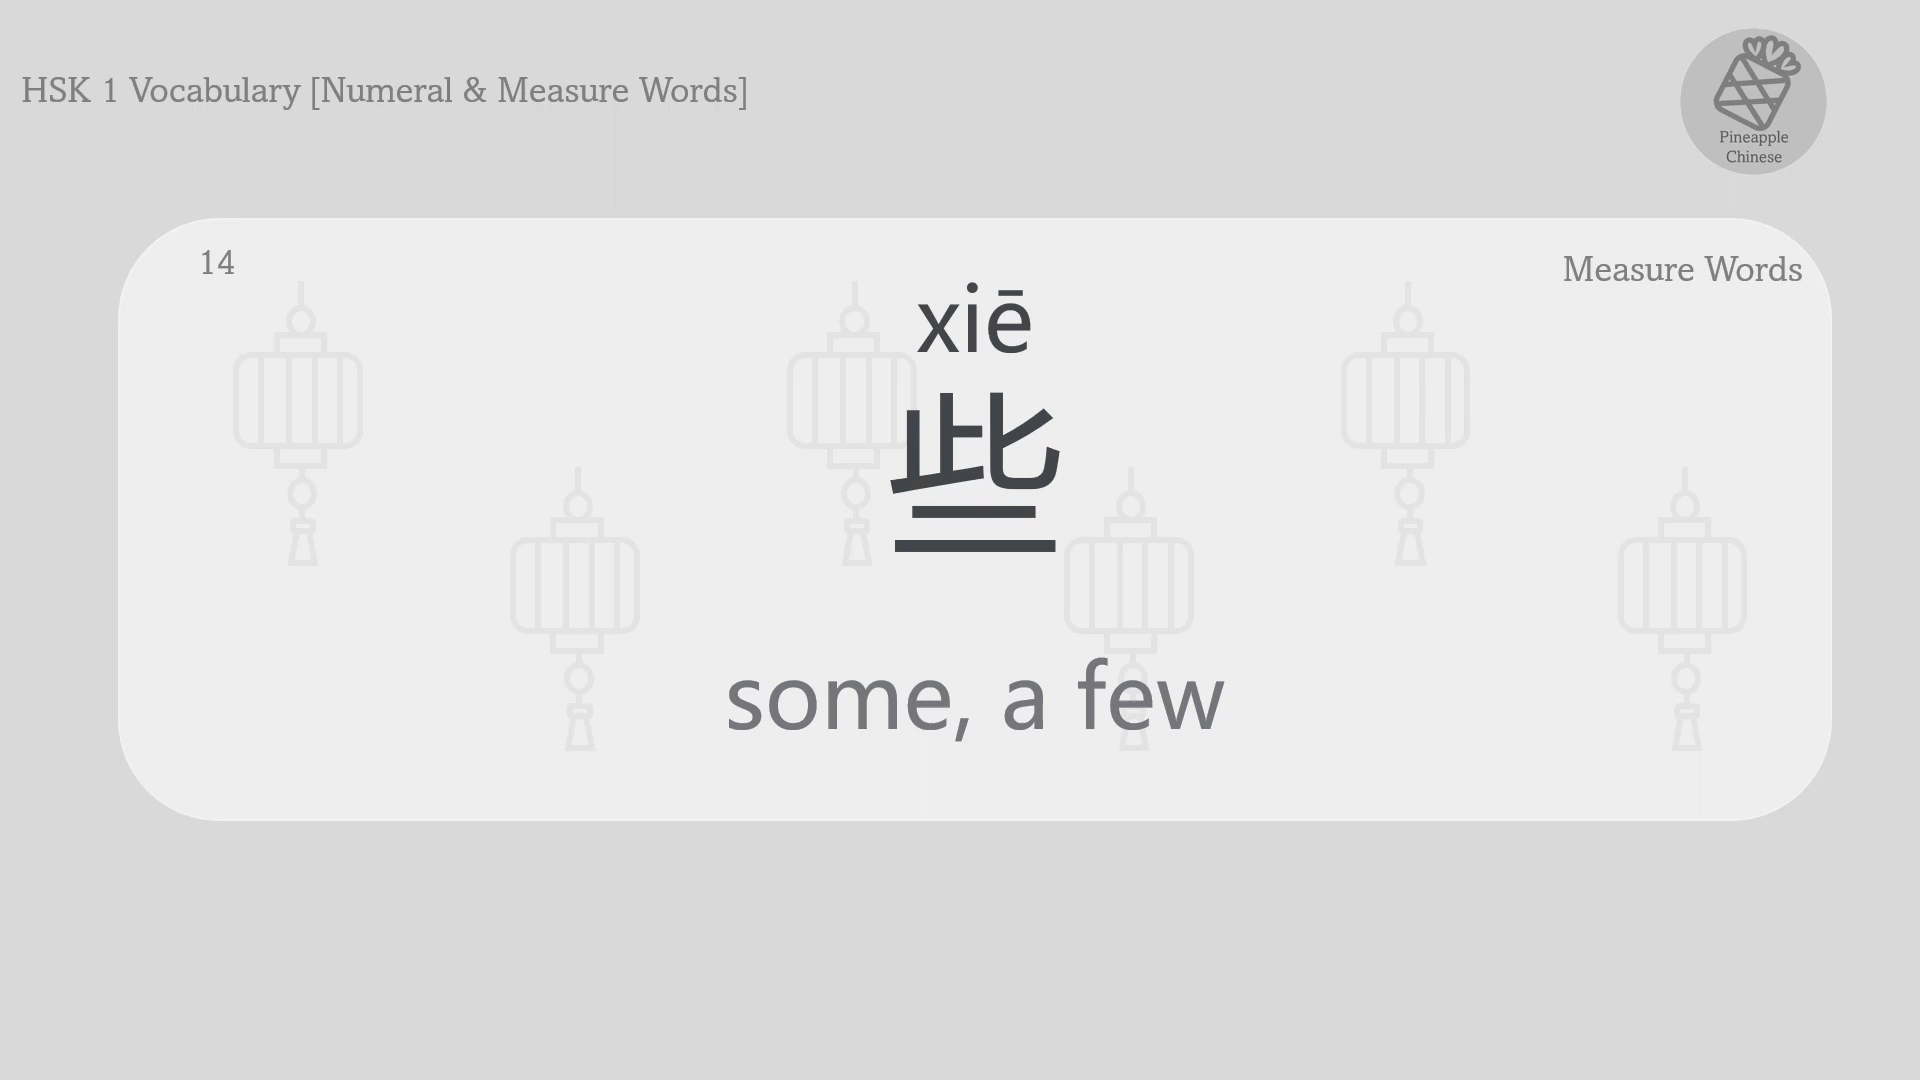 HSK 1 Vocabulary [Numeral & Measure Words]
Pineapple
Chinese
14
Measure Words
xiē
些
some, a few